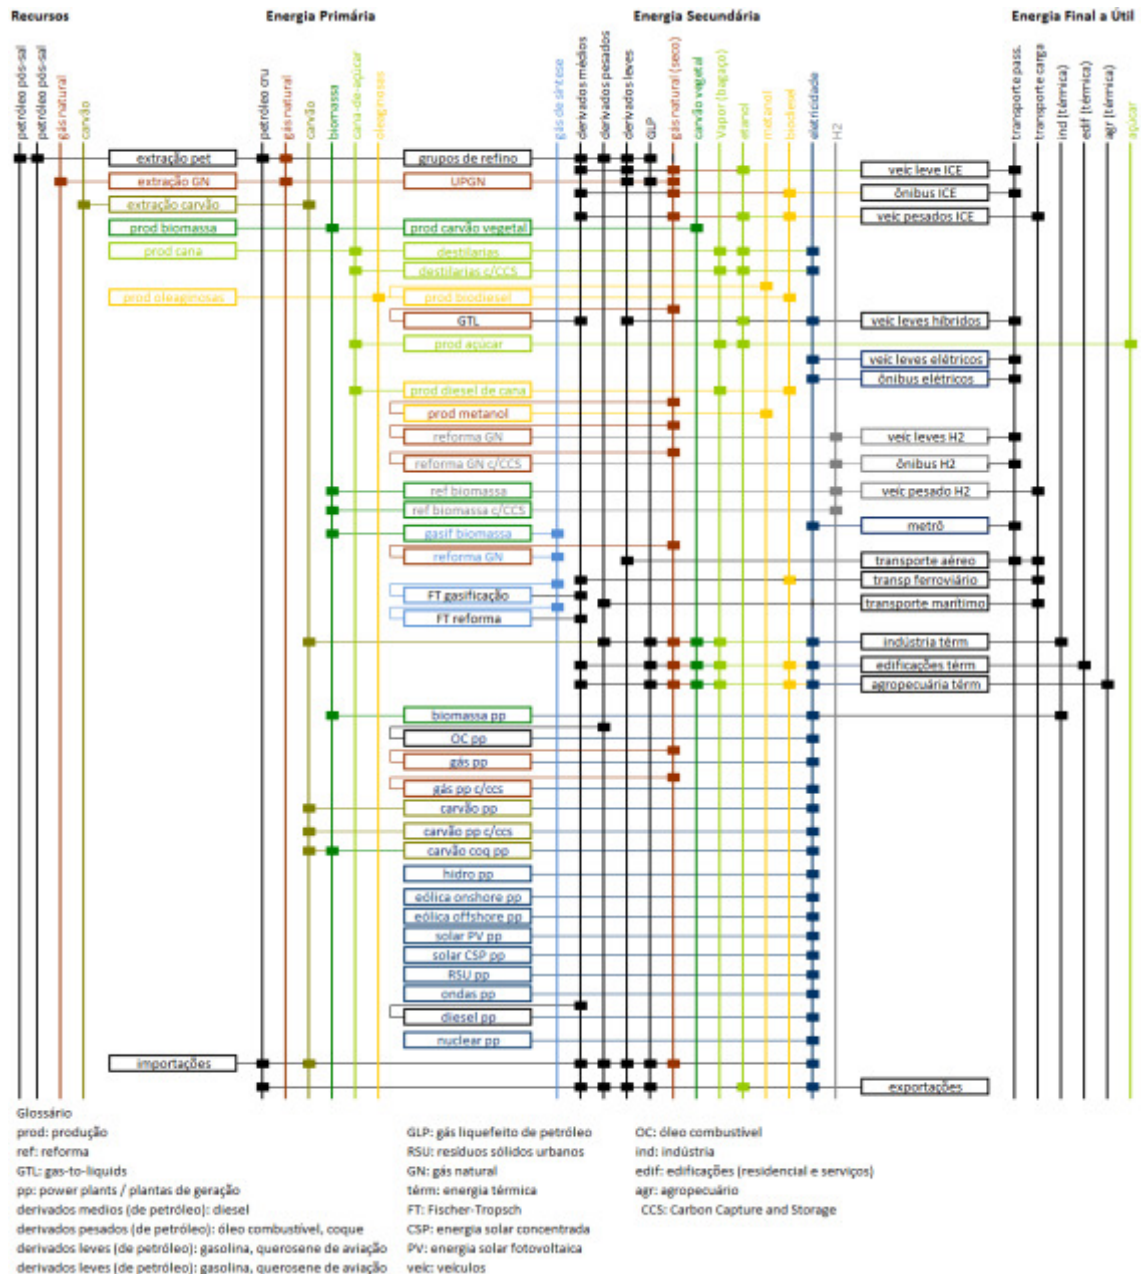 Recursos Energia Primária Energia Secundária Energia Final a Útil
petróleo pós-sal
petróleo pós-sal
gás natural
carvão
petróleo cru
gás natural
carvão
biomassa
cana-de-açúcar
oleaginosas
gás de síntese
derivados médios
derivados pesados
derivados leves
GLP
gás natural (seco)
carvão vegetal
Vapor (bagaço)
etanol
metanol
biodiesel
eletricidade
H2
transporte pass.
transporte carga
ind (térmica)
edif (térmica)
agr (térmica)
açúcar
extração pet grupos de refino
veíc leve ICE
extração GN UPGN
ônibus ICE
extração carvão
veíc pesados ICE
prod biomassa prod carvão vegetal
prod cana destilarias
destilarias c/CCS
prod oleaginosas prod biodiesel
GTL veíc leves híbridos
prod açúcar
veíc leves elétricos
ônibus elétricos
prod diesel de cana
prod metanol
reforma GN veíc leves H2
reforma GN c/CCS ônibus H2
ref biomassa veíc pesado H2
ref biomassa c/CCS
metrô
gasif biomassa
reforma GN transporte aéreo
transp ferroviário
FT gasificação
transporte marítimo
FT reforma
indústria térm
edificações térm
agropecuária térm
biomassa pp
OC pp
gás pp
gás pp c/ccs
carvão pp
carvão pp c/ccs
carvão coq pp
hidro pp
eólica onshore pp
eólica offshore pp
solar PV pp
solar CSP pp
RSU pp
ondas pp
diesel pp
nuclear pp
importações
exportações
Glossário
prod: produção GLP: gás liquefeito de petróleo OC: óleo combustível
ref: reforma RSU: resíduos sólidos urbanos ind: indústria
GTL: gas-to-liquids GN: gás natural edif: edificações (residencial e serviços)
pp: power plants / plantas de geração térm: energia térmica agr: agropecuário
derivados medios (de petróleo): diesel FT: Fischer-Tropsch CCS: Carbon Capture and Storage
derivados pesados (de petróleo): óleo combustível, coque CSP: energia solar concentrada
derivados leves (de petróleo): gasolina, querosene de aviação PV: energia solar fotovoltaica
derivados leves (de petróleo): gasolina, querosene de aviação veíc: veículos